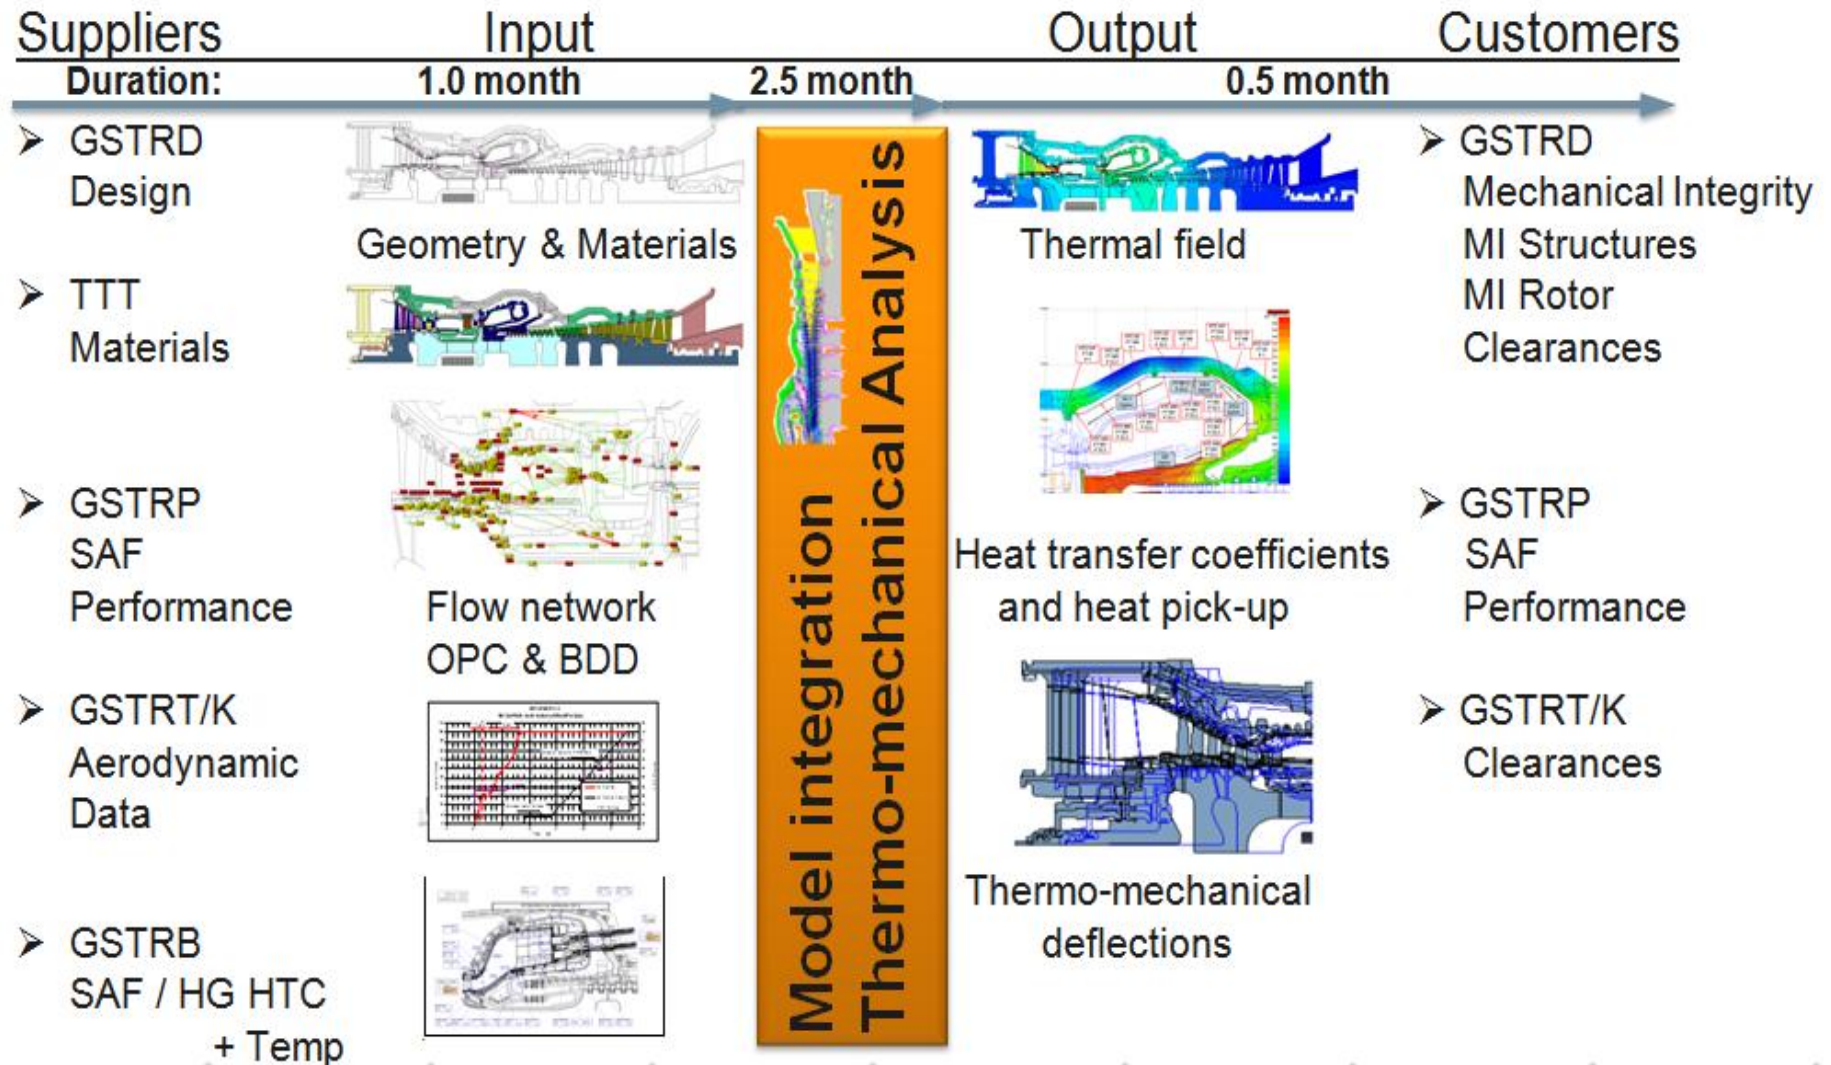 Suppliers Input Output Customers
Duration: 1.0 month 2.5 month 0.5 month
➢ GSTRD
Design
➢ TTT
Materials
➢ GSTRP
SAF
Performance
➢ GSTRT/K
Aerodynamic
Data
➢ GSTRB
SAF / HG HTC
+ Temp
Geometry & Materials
Flow network
OPC & BDD
Model integration
Thermo-mechanical Analysis
Thermal field
Heat transfer coefficients
and heat pick-up
Thermo-mechanical
deflections
➢ GSTRD
Mechanical Integrity
MI Structures
MI Rotor
Clearances
➢ GSTRP
SAF
Performance
➢ GSTRT/K
Clearances